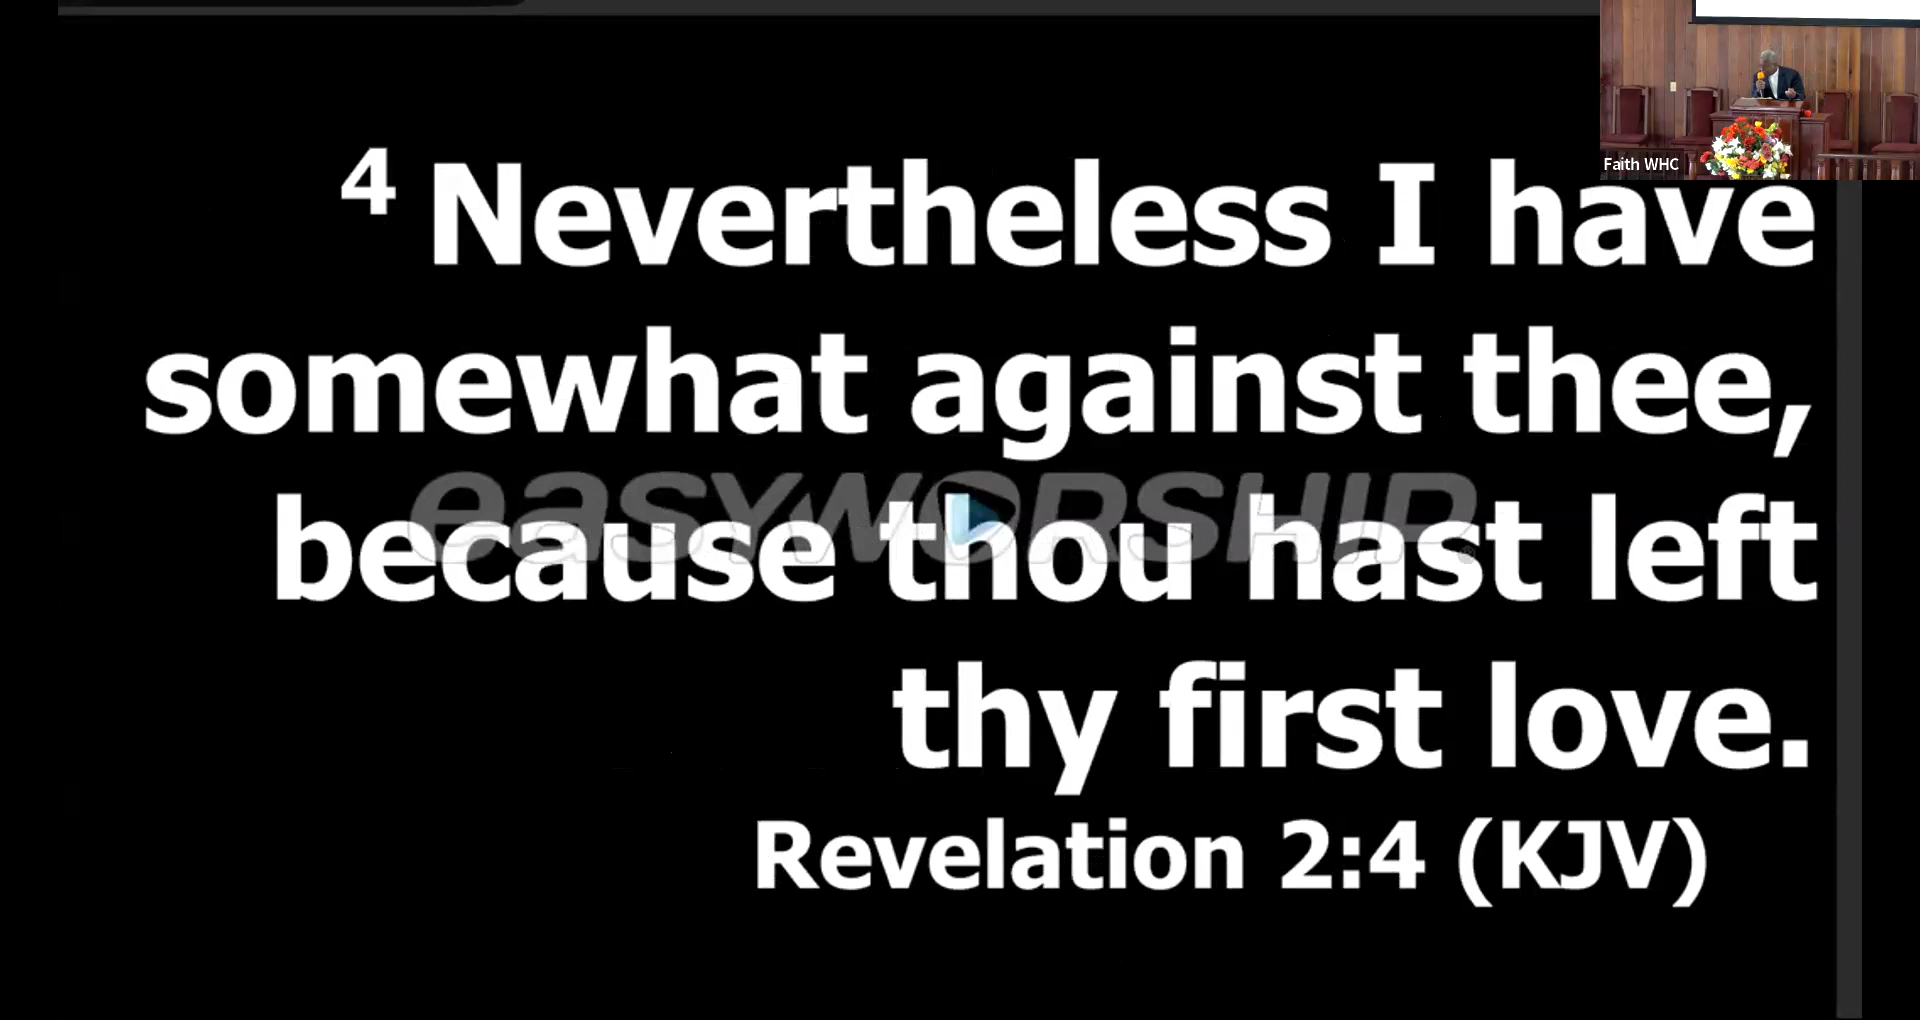 Faith WHC
4 Nevertheless I have
somewhat against thee,
easyworship
because thou hast left
thy first love.
Revelation 2:4 (KJV)